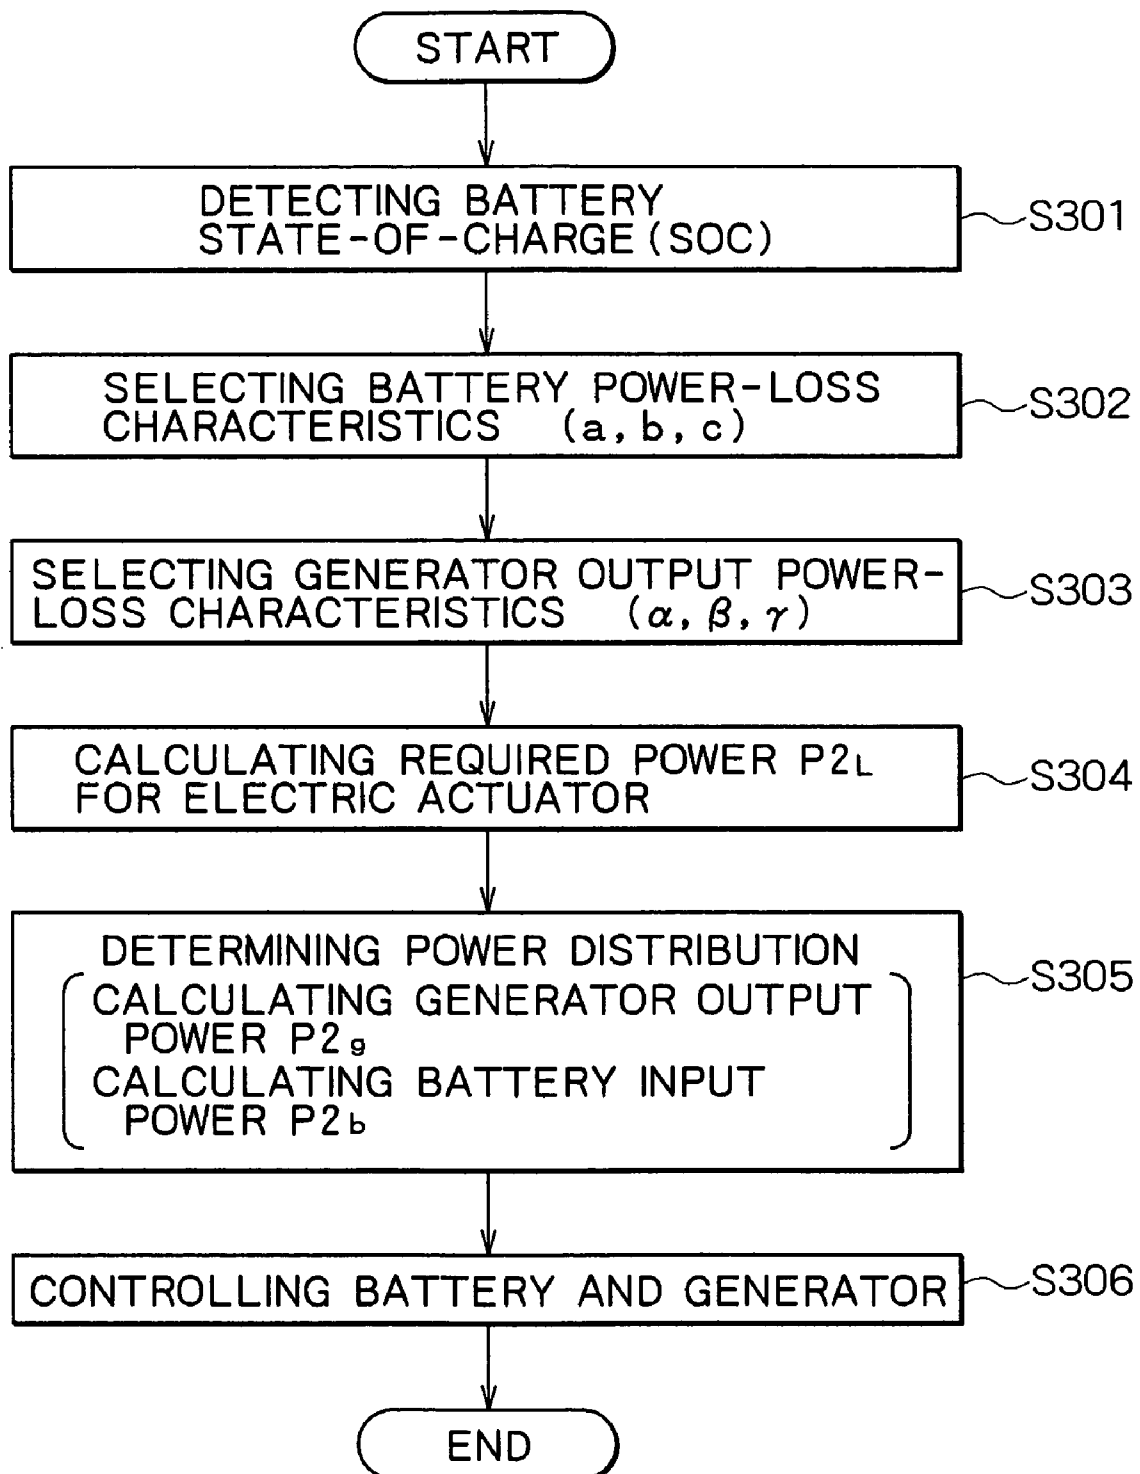 START
DETECTING BATTERY
STATE-OF-CHARGE (SOC)
S301
SELECTING BATTERY POWER-LOSS
CHARACTERISTICS (a, b, c)
S302
SELECTING GENERATOR OUTPUT POWER-
LOSS CHARACTERISTICS (α, β, γ)
S303
CALCULATING REQUIRED POWER P2L
FOR ELECTRIC ACTUATOR
S304
DETERMINING POWER DISTRIBUTION
CALCULATING GENERATOR OUTPUT
POWER P2g
CALCULATING BATTERY INPUT
POWER P2b
S305
CONTROLLING BATTERY AND GENERATOR
S306
END